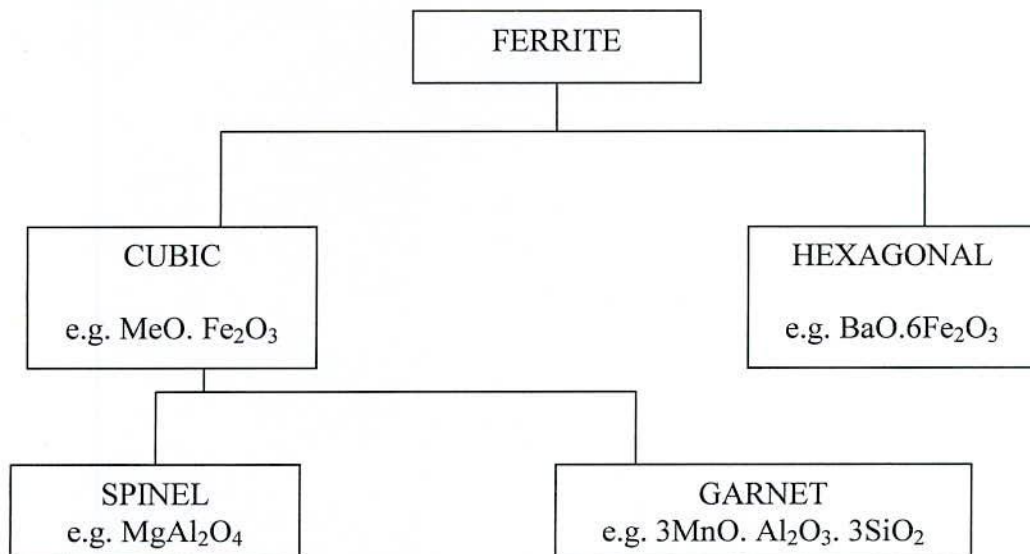 FERRITE
CUBIC
e.g. MeO. Fe₂O₃
HEXAGONAL
e.g. BaO.6Fe₂O₃
SPINEL
e.g. MgAl₂O₄
GARNET
e.g. 3MnO. Al₂O₃. 3SiO₂